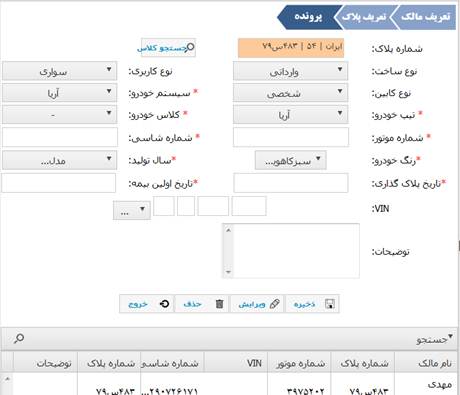 تعریف مالک تعریف پلاک پرونده
شماره پلاک: ایران | ۵۴ | ۴۸۳س۷۹ جستجو کلاس
نوع ساخت: وارداتی نوع کاربری: سواری
نوع کابین: شخصی * سیستم خودرو: آریا
* تیپ خودرو: آریا * کلاس خودرو: -
* شماره موتور: * شماره شاسی:
*رنگ خودرو: سبزکاهو... *سال تولید: مدل...
*تاریخ پلاک گذاری: *تاریخ اولین بیمه:
VIN: ...
توضیحات:
ذخیره ویرایش حذف خروج
جستجو
نام مالک شماره پلاک شماره موتور VIN شماره شاسی شماره پلاک توضیحات
مهدی
۴۸۳س۷۹ ۳۹۷۵۲۰۲ ...۲۹۰۷۲۶۱۷۱ ۴۸۳س۷۹